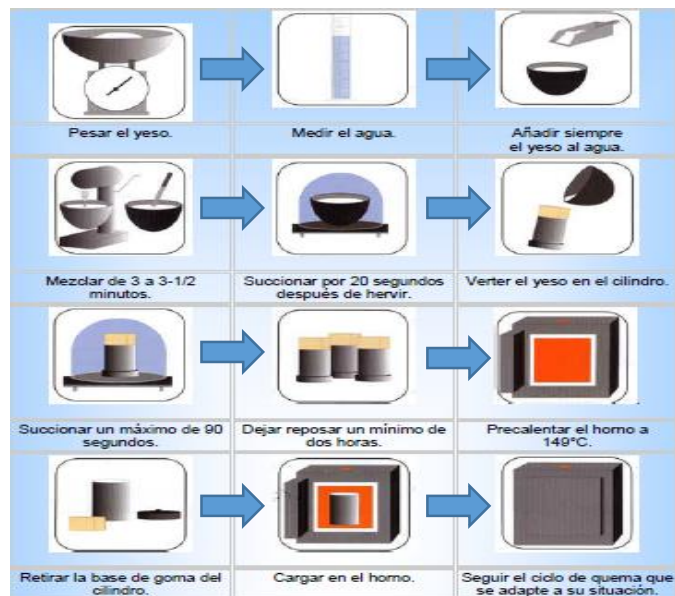 Pesar el yeso.
Medir el agua.
Añadir siempre
el yeso al agua.
Mezclar de 3 a 3-1/2
minutos.
Succionar por 20 segundos
después de hervir.
Verter el yeso en el cilindro.
Succionar un máximo de 90
segundos.
Dejar reposar un mínimo de
dos horas.
Precalentar el horno a
149°C.
Retirar la base de goma del
cilindro.
Cargar en el horno.
Seguir el ciclo de quema que
se adapte a su situación.